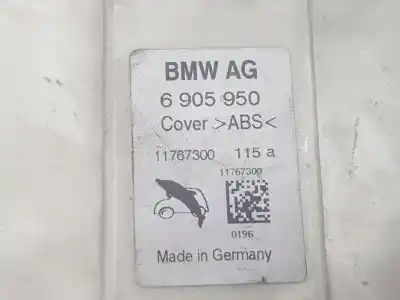 BMW AG
6 905 950
Cover >ABS<
11767300 115 a
11767300
0196
Made in Germany